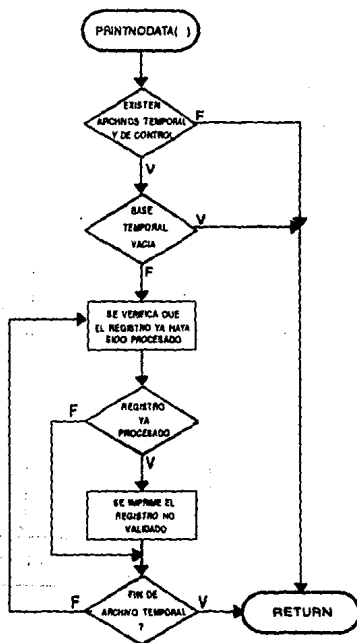 PRINTNODATA( )
EXISTEN
ARCHIVOS TEMPORAL
Y DE CONTROL
F
V
BASE
TEMPORAL
VACIA
V
F
SE VERIFICA QUE
EL REGISTRO YA HAYA
SIDO PROCESADO
F
REGISTRO
YA
PROCESADO
V
SE IMPRIME EL
REGISTRO NO
VALIDADO
F
FIN DE
ARCHIVO TEMPORAL
?
V
RETURN